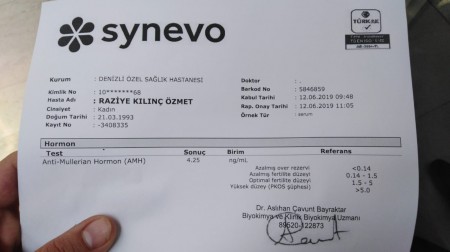 synevo
TÜRKAK
Kurum : DENİZLİ ÖZEL SAĞLIK HASTANESİ
Kimlik No : 10*******68
Hasta Adı : RAZİYE KILINÇ ÖZMET
Cinsiyet : Kadın
Doğum Tarihi : 21.03.1993
Kayıt No : -3408335
Doktor : .
Barkod No : 5846859
Kabul Tarihi : 12.06.2019 09:48
Rap. Onay Tarihi : 12.06.2019 11:05
Örnek Tür : serum
Hormon
Test Sonuç Birim Referans
Anti-Mullerian Hormon (AMH) 4.25 ng/mL
Azalmış over rezervi <0.14
Azalmış fertilite düzeyi 0.14 - 1.5
Optimal fertilite düzeyi 1.5 - 5
Yüksek düzey (PKOS şüphesi) >5.0
Dr. Aslıhan Çavunt Bayraktar
Biyokimya ve Klinik Biyokimya Uzmanı
89520-122873